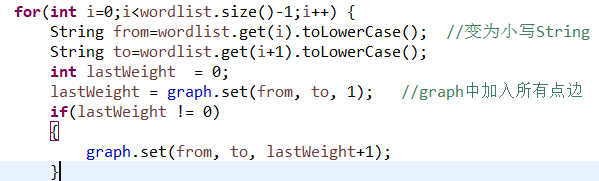 for(int i=0;i<wordlist.size()-1;i++) {
String from=wordlist.get(i).toLowerCase();  //变为小写String
String to=wordlist.get(i+1).toLowerCase();
int lastWeight  = 0;
lastWeight = graph.set(from, to, 1);   //graph中加入所有点边
if(lastWeight != 0)
{
graph.set(from, to, lastWeight+1);
}